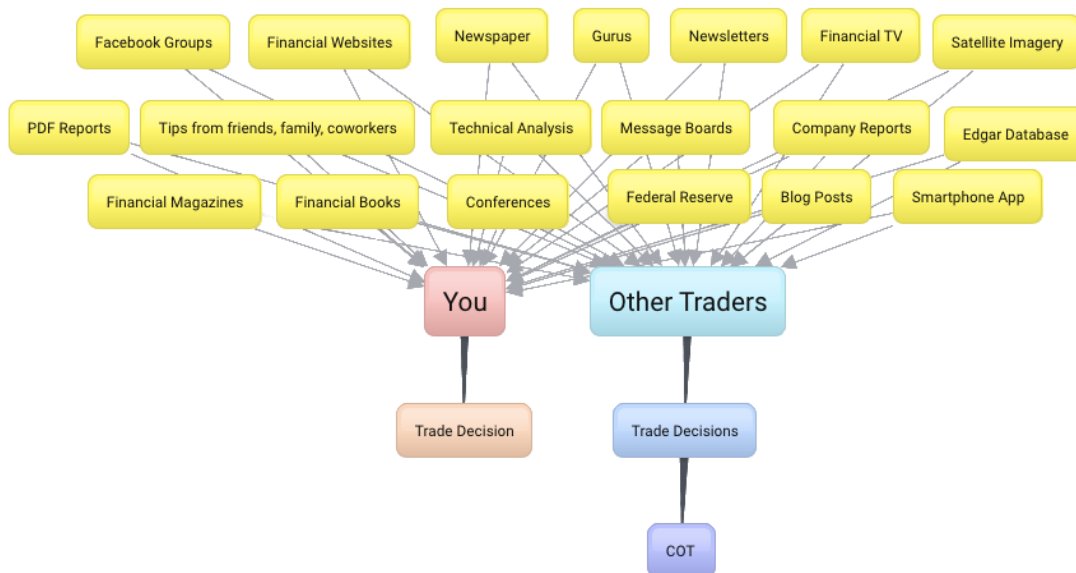 Facebook Groups
Financial Websites
Newspaper
Gurus
Newsletters
Financial TV
Satellite Imagery
PDF Reports
Tips from friends, family, coworkers
Technical Analysis
Message Boards
Company Reports
Edgar Database
Financial Magazines
Financial Books
Conferences
Federal Reserve
Blog Posts
Smartphone App
You
Other Traders
Trade Decision
Trade Decisions
COT